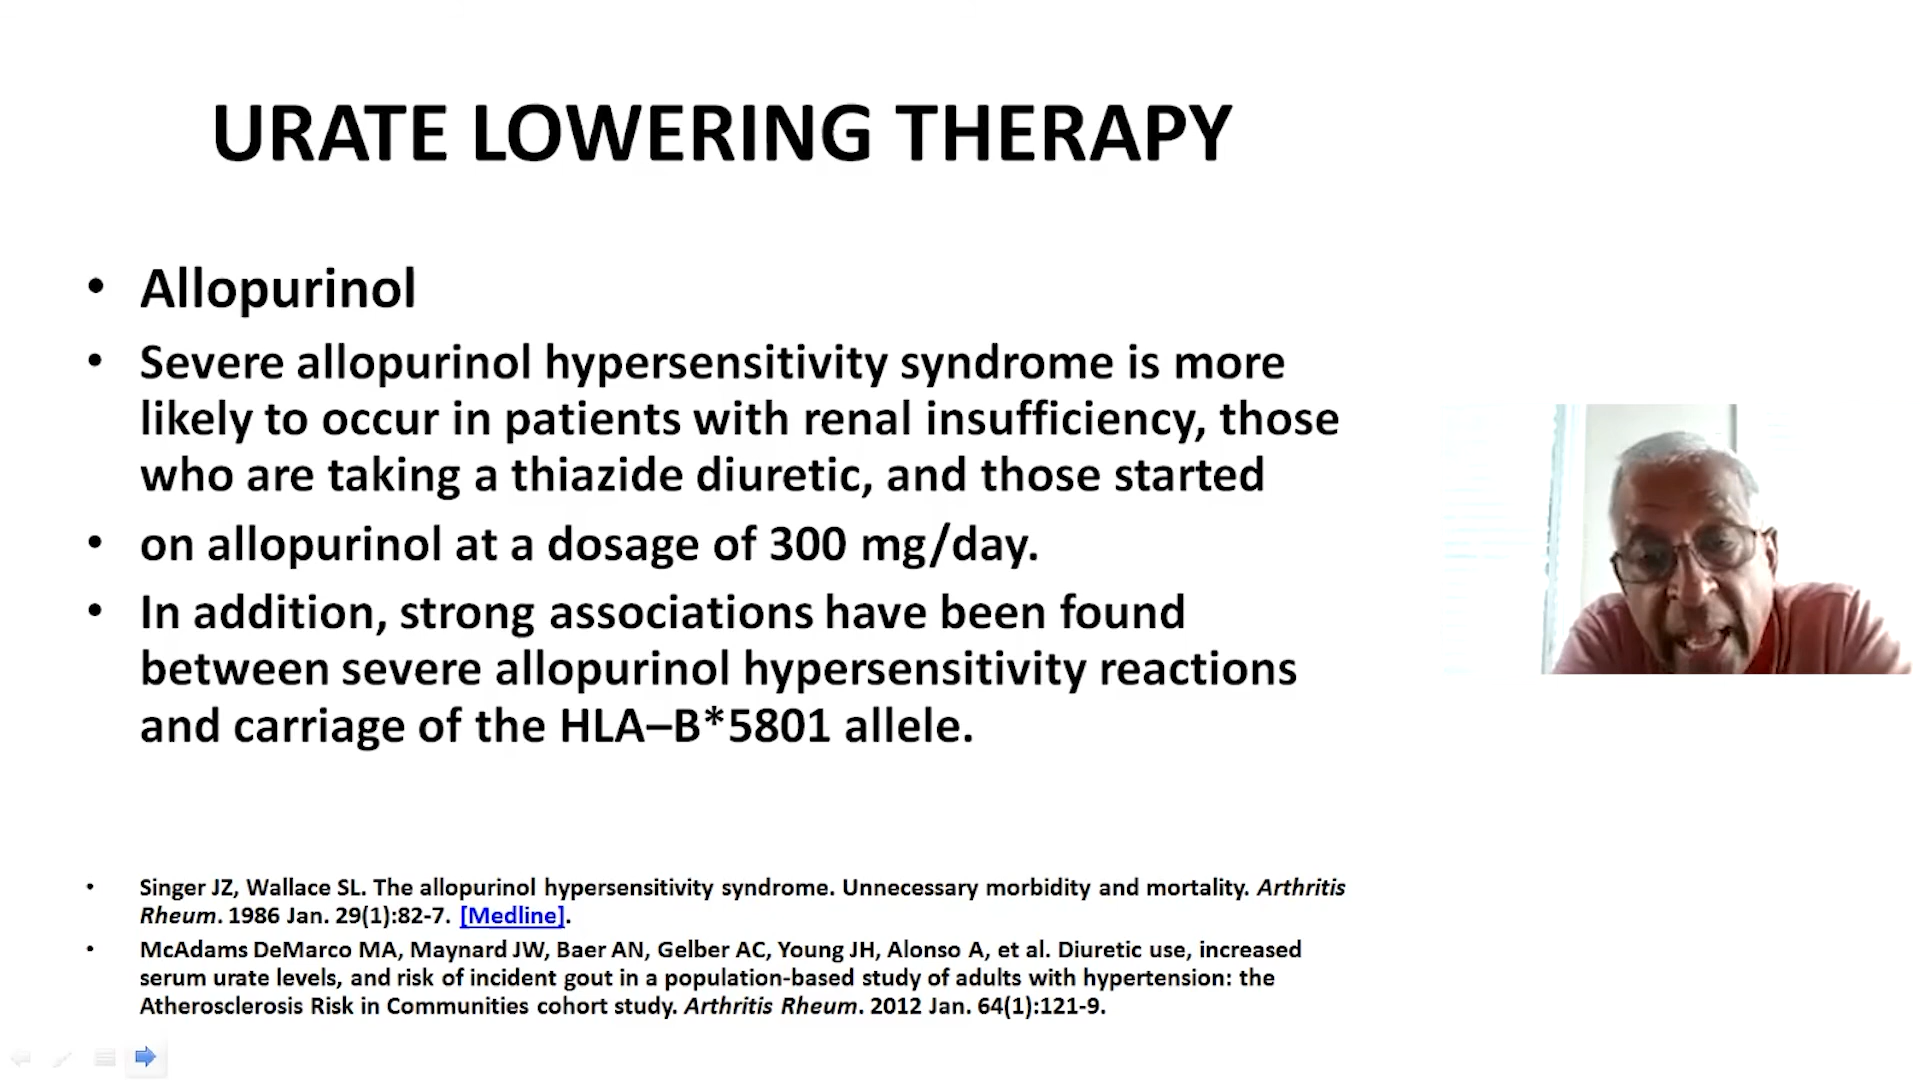 URATE LOWERING THERAPY
• Allopurinol
• Severe allopurinol hypersensitivity syndrome is more
likely to occur in patients with renal insufficiency, those
who are taking a thiazide diuretic, and those started
• on allopurinol at a dosage of 300 mg/day.
• In addition, strong associations have been found
between severe allopurinol hypersensitivity reactions
and carriage of the HLA–B*5801 allele.
• Singer JZ, Wallace SL. The allopurinol hypersensitivity syndrome. Unnecessary morbidity and mortality. Arthritis
Rheum. 1986 Jan. 29(1):82-7. [Medline].
• McAdams DeMarco MA, Maynard JW, Baer AN, Gelber AC, Young JH, Alonso A, et al. Diuretic use, increased
serum urate levels, and risk of incident gout in a population-based study of adults with hypertension: the
Atherosclerosis Risk in Communities cohort study. Arthritis Rheum. 2012 Jan. 64(1):121-9.